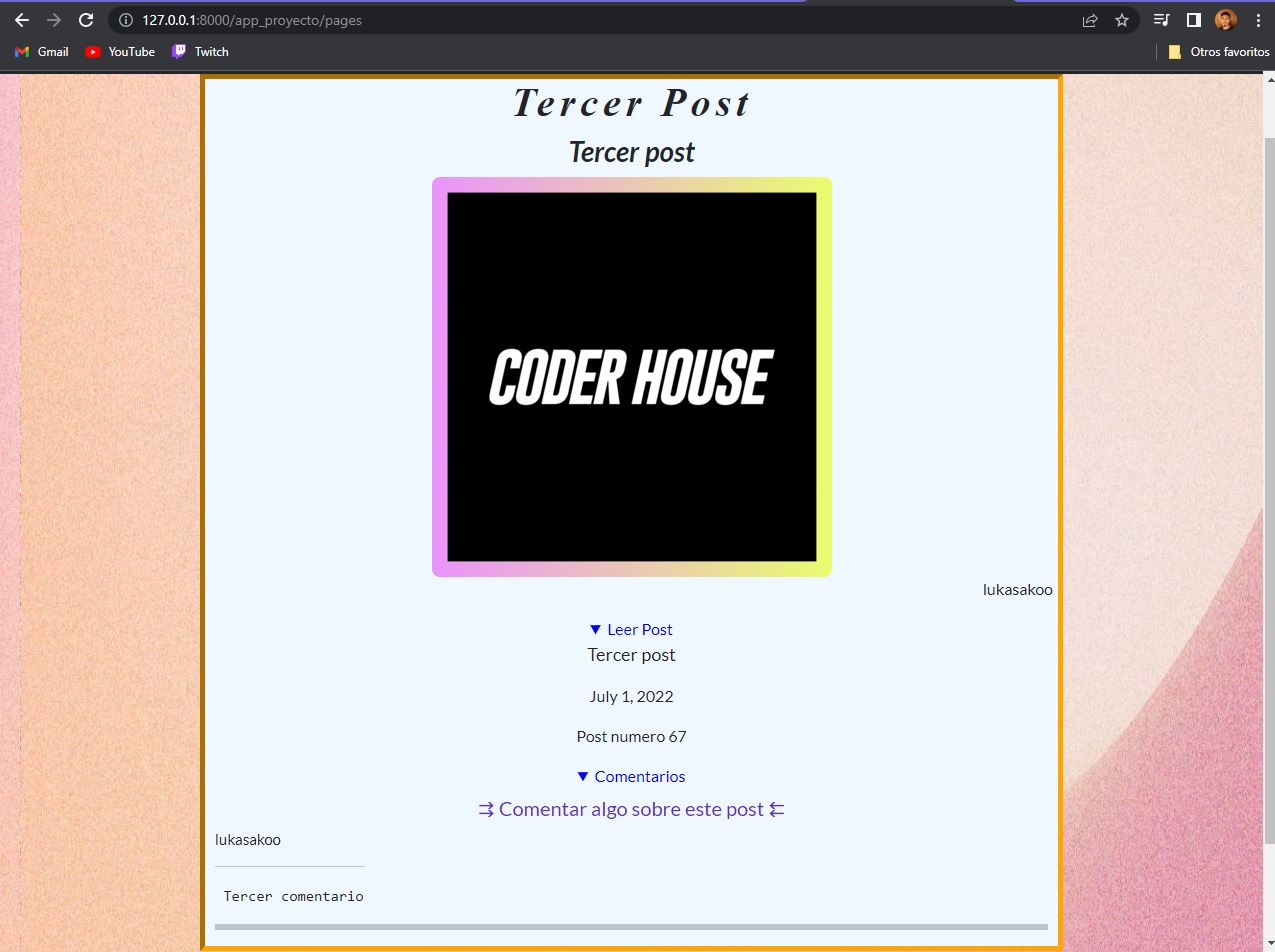 127.0.0.1:8000/app_proyecto/pages
Gmail YouTube Twitch Otros favoritos
Tercer Post
Tercer post
CODER HOUSE
lukasakoo
▼ Leer Post
Tercer post
July 1, 2022
Post numero 67
▼ Comentarios
⇉ Comentar algo sobre este post ⇇
lukasakoo
Tercer comentario